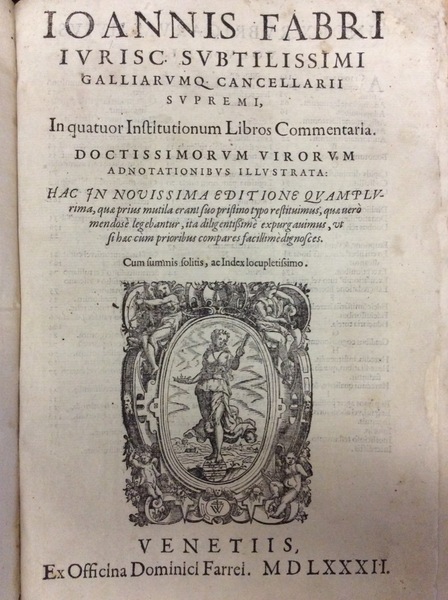 IOANNIS FABRI
IVRISC. SVBTILISSIMI
GALLIARVMQ. CANCELLARII
SVPREMI,
In quatuor Institutionum Libros Commentaria.
DOCTISSIMORVM VIRORVM
ADNOTATIONIBVS ILLVSTRATA:
HAC IN NOVISSIMA EDITIONE QVAMPLV-
rima, quæ prius mutila erant suo pristino typo restituimus, quæ uerò
mendosè legebantur, ita diligentissimè expurgauimus, vt
si hac cum prioribus compares facillimè dignosces.
Cum summis solitis, ac Index locupletissimo.
VENETIIS,
Ex Officina Dominici Farrei. MDLXXXII.